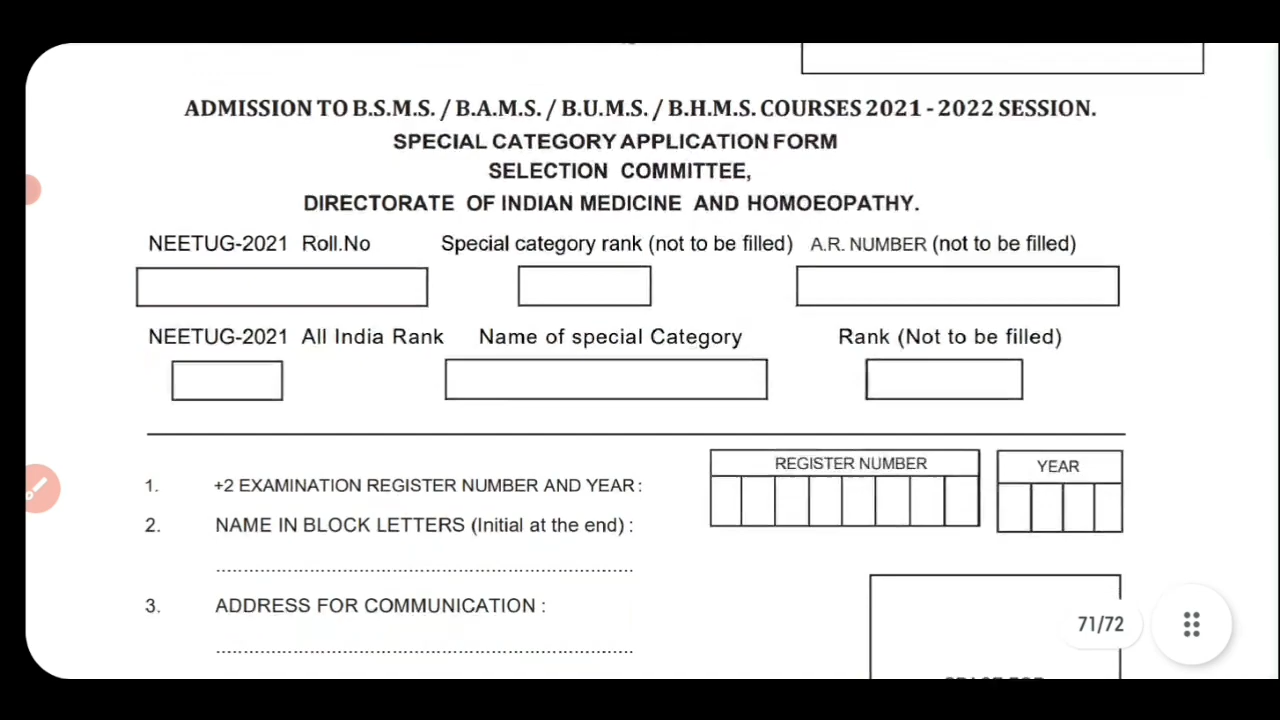 ADMISSION TO B.S.M.S. / B.A.M.S. / B.U.M.S. / B.H.M.S. COURSES 2021 - 2022 SESSION.
SPECIAL CATEGORY APPLICATION FORM
SELECTION COMMITTEE,
DIRECTORATE OF INDIAN MEDICINE AND HOMOEOPATHY.
NEETUG-2021 Roll.No Special category rank (not to be filled) A.R. NUMBER (not to be filled)
NEETUG-2021 All India Rank Name of special Category Rank (Not to be filled)
REGISTER NUMBER YEAR
1. +2 EXAMINATION REGISTER NUMBER AND YEAR :
2. NAME IN BLOCK LETTERS (Initial at the end) :
3. ADDRESS FOR COMMUNICATION :
71/72